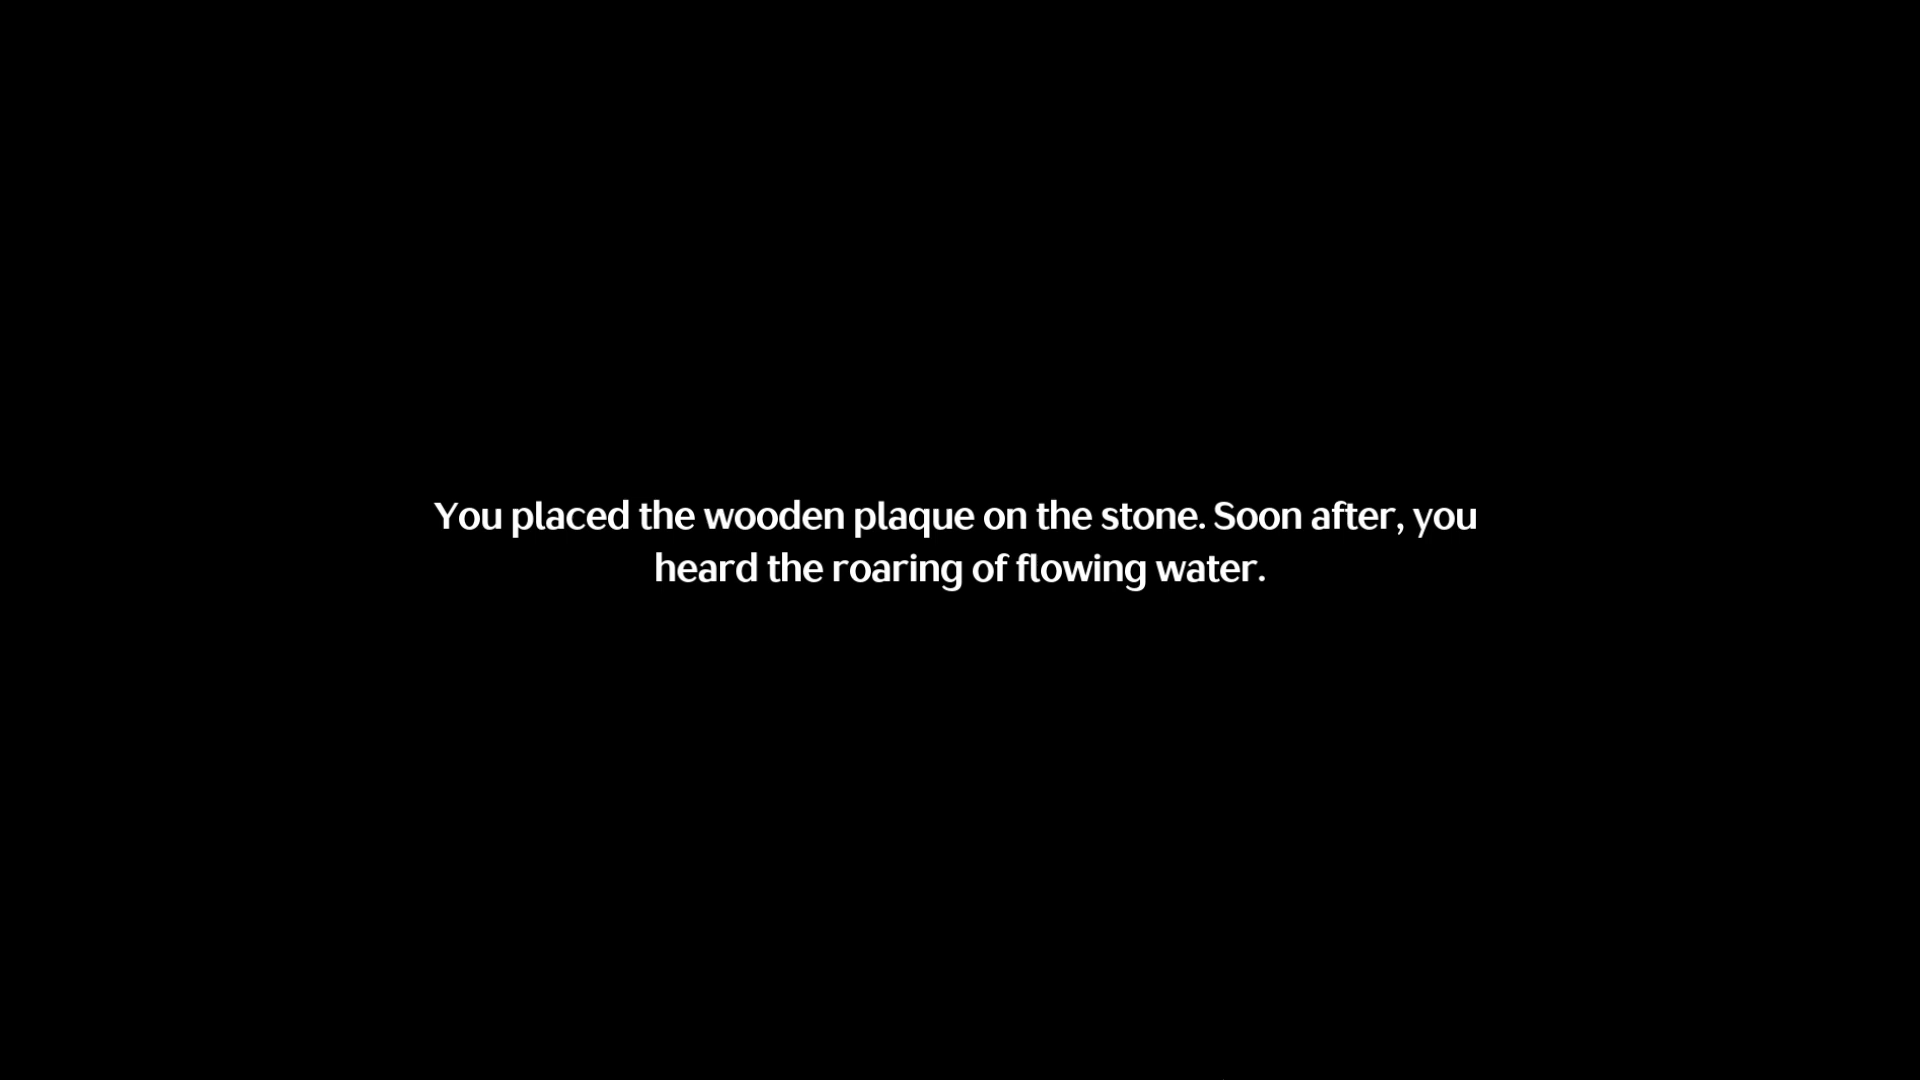 You placed the wooden plaque on the stone. Soon after, you
heard the roaring of flowing water.